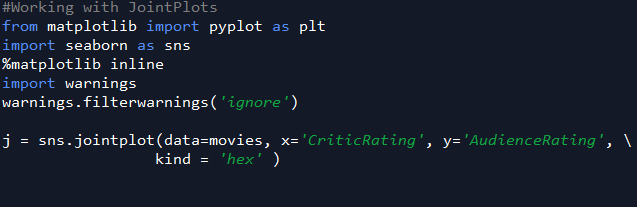 #Working with JointPlots
from matplotlib import pyplot as plt
import seaborn as sns
%matplotlib inline
import warnings
warnings.filterwarnings('ignore')
j = sns.jointplot(data=movies, x='CriticRating', y='AudienceRating', \
kind = 'hex' )